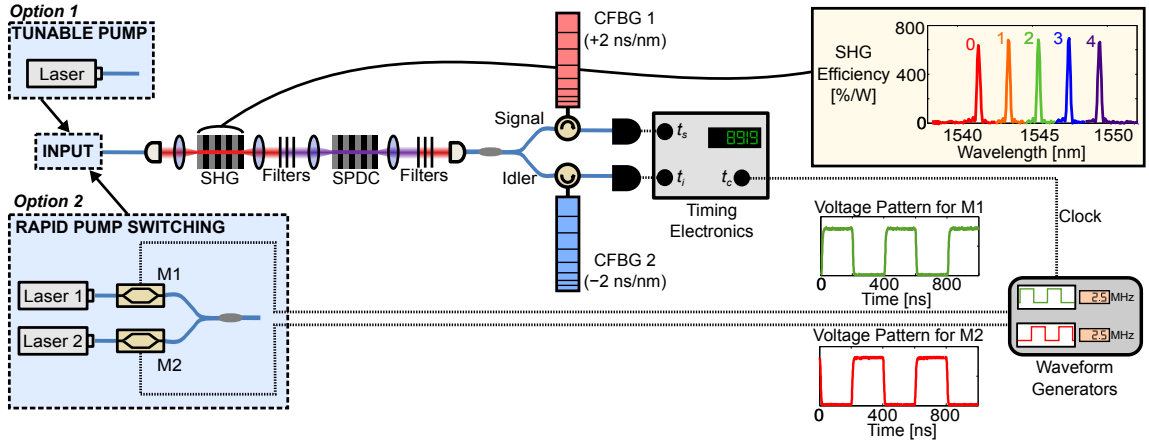 Option 1
TUNABLE PUMP
Laser
INPUT
Option 2
RAPID PUMP SWITCHING
M1
Laser 1
Laser 2
M2
SHG
Filters
SPDC
Filters
Signal
Idler
CFBG 1
(+2 ns/nm)
CFBG 2
(−2 ns/nm)
ts
ti
tc
8919
Timing
Electronics
SHG
Efficiency
[%/W]
800
400
0
0
1
2
3
4
1540
1545
1550
Wavelength [nm]
Clock
Voltage Pattern for M1
0
400
800
Time [ns]
Voltage Pattern for M2
0
400
800
Time [ns]
2.5 MHz
2.5 MHz
Waveform
Generators